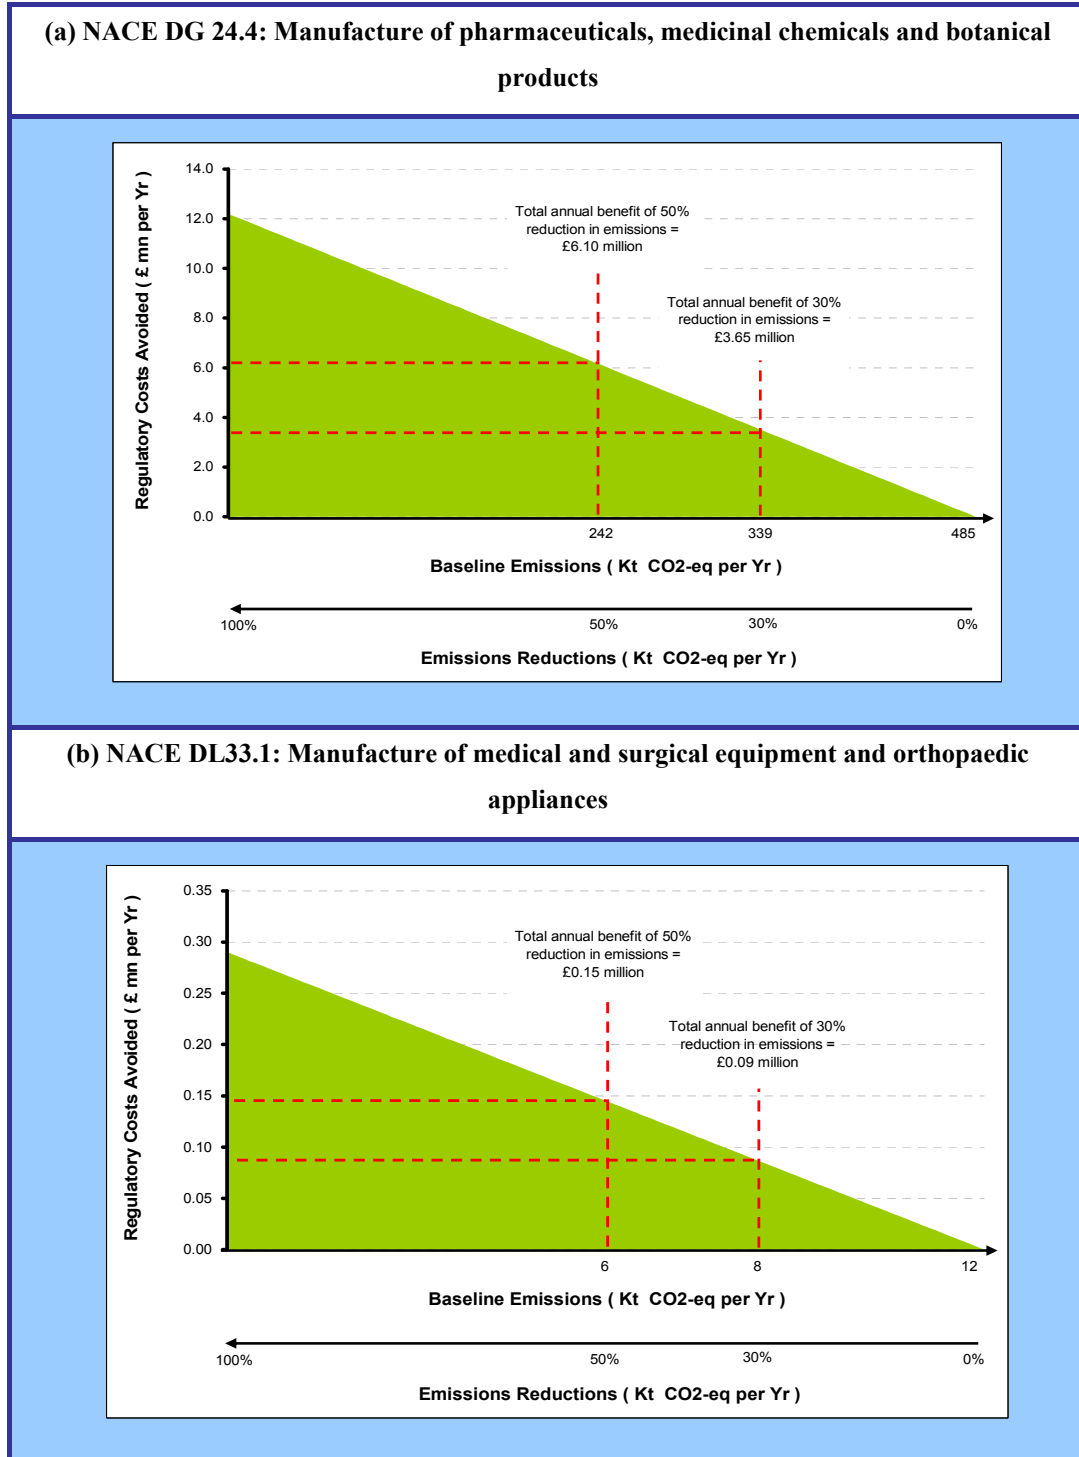 (a) NACE DG 24.4: Manufacture of pharmaceuticals, medicinal chemicals and botanical
products
Regulatory Costs Avoided ( £ mn per Yr )
14.0
12.0
10.0
8.0
6.0
4.0
2.0
0.0
Total annual benefit of 50%
reduction in emissions =
£6.10 million
Total annual benefit of 30%
reduction in emissions =
£3.65 million
242
339
485
Baseline Emissions ( Kt CO2-eq per Yr )
100%
50%
30%
0%
Emissions Reductions ( Kt CO2-eq per Yr )
(b) NACE DL33.1: Manufacture of medical and surgical equipment and orthopaedic
appliances
Regulatory Costs Avoided ( £ mn per Yr )
0.35
0.30
0.25
0.20
0.15
0.10
0.05
0.00
Total annual benefit of 50%
reduction in emissions =
£0.15 million
Total annual benefit of 30%
reduction in emissions =
£0.09 million
6
8
12
Baseline Emissions ( Kt CO2-eq per Yr )
100%
50%
30%
0%
Emissions Reductions ( Kt CO2-eq per Yr )